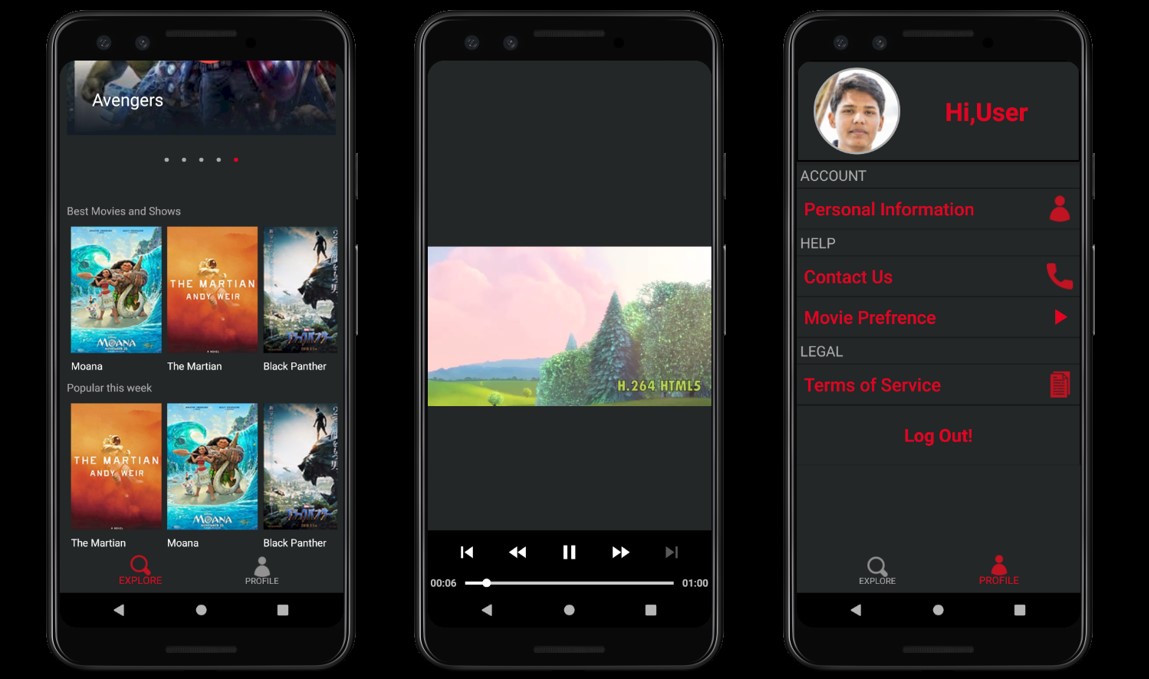 Avengers
Best Movies and Shows
MOANA
THE MARTIAN
ANDY WEIR
Moana
The Martian
Black Panther
Popular this week
THE MARTIAN
ANDY WEIR
MOANA
The Martian
Moana
Black Panther
EXPLORE
PROFILE
H.264 HTML5
00:06
01:00
Hi,User
ACCOUNT
Personal Information
HELP
Contact Us
Movie Prefrence
LEGAL
Terms of Service
Log Out!
EXPLORE
PROFILE